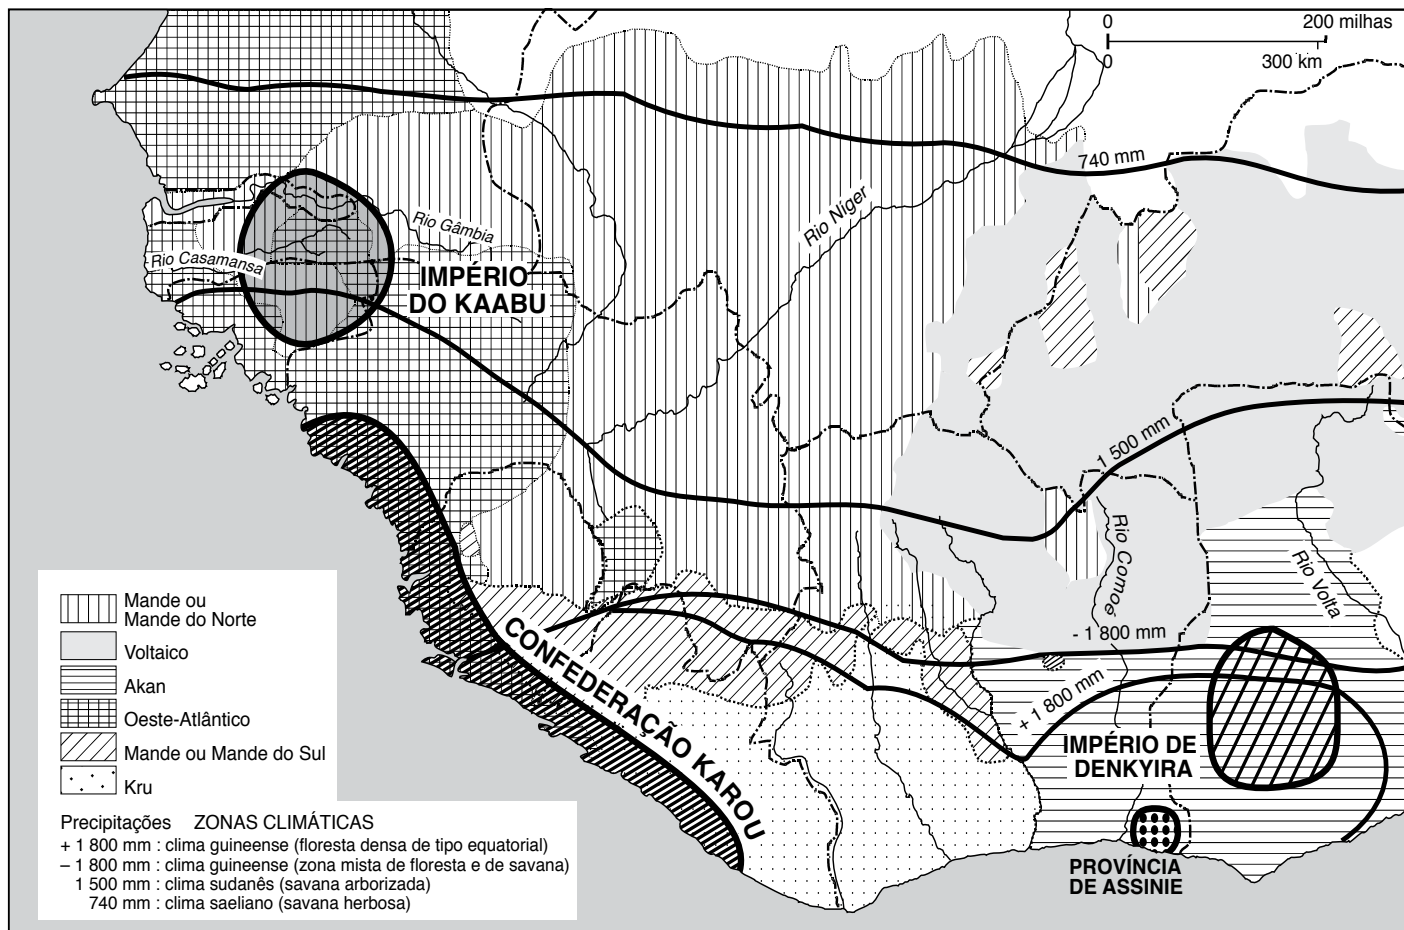 0 200 milhas
0 300 km
740 mm
Rio Níger
Rio Gâmbia
Rio Casamansa
IMPÉRIO
DO KAABU
1 500 mm
Rio Comoé
Rio Volta
- 1 800 mm
+ 1 800 mm
CONFEDERAÇÃO KAROU
IMPÉRIO DE
DENKYIRA
PROVÍNCIA
DE ASSINIE
Mande ou
Mande do Norte
Voltaico
Akan
Oeste-Atlântico
Mande ou Mande do Sul
Kru
Precipitações ZONAS CLIMÁTICAS
+ 1 800 mm : clima guineense (floresta densa de tipo equatorial)
– 1 800 mm : clima guineense (zona mista de floresta e de savana)
1 500 mm : clima sudanês (savana arborizada)
740 mm : clima saeliano (savana herbosa)